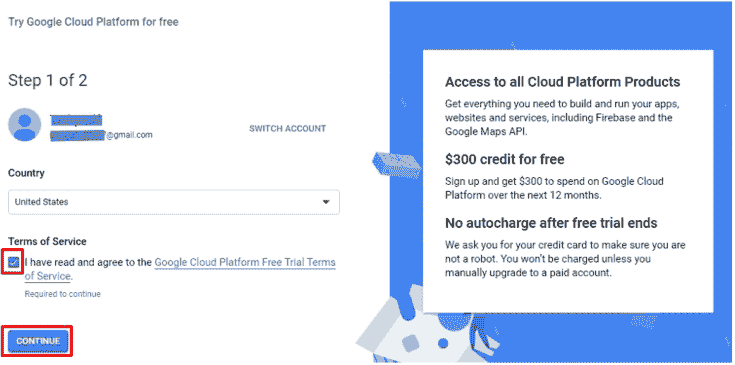 Try Google Cloud Platform for free
Step 1 of 2
@gmail.com
SWITCH ACCOUNT
Country
United States
Terms of Service
I have read and agree to the Google Cloud Platform Free Trial Terms
of Service.
Required to continue
CONTINUE
Access to all Cloud Platform Products
Get everything you need to build and run your apps,
websites and services, including Firebase and the
Google Maps API.
$300 credit for free
Sign up and get $300 to spend on Google Cloud
Platform over the next 12 months.
No autocharge after free trial ends
We ask you for your credit card to make sure you are
not a robot. You won't be charged unless you
manually upgrade to a paid account.